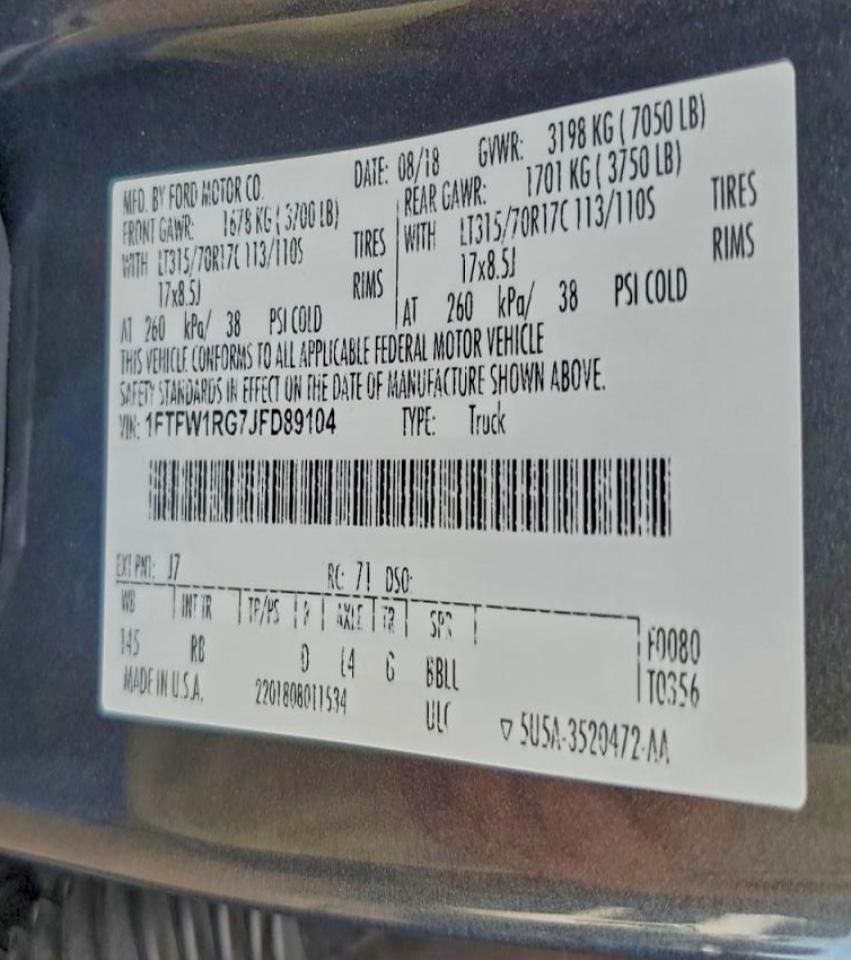 MFD. BY FORD MOTOR CO. DATE: 08/18 GVWR: 3198 KG ( 7050 LB)
FRONT GAWR: 1678 KG ( 3700 LB) REAR GAWR: 1701 KG ( 3750 LB)
WITH LT315/70R17C 113/110S TIRES WITH LT315/70R17C 113/110S TIRES
17x8.5J RIMS 17x8.5J RIMS
AT 260 kPa/ 38 PSI COLD AT 260 kPa/ 38 PSI COLD
THIS VEHICLE CONFORMS TO ALL APPLICABLE FEDERAL MOTOR VEHICLE
SAFETY STANDARDS IN EFFECT ON THE DATE OF MANUFACTURE SHOWN ABOVE.
VIN: 1FTFW1RG7JFD89104 TYPE: Truck
EXT PNT: J7 RC: 71 DSO:
WB INT TR TP/PS R AXLE TR SPR
145 RB L4 G BBLL F0080
T0356
MADE IN U.S.A. 2201808011534 ULC ▽ 5U5A-3520472-AA